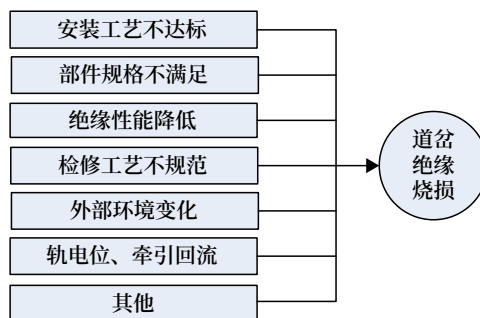 安装工艺不达标
部件规格不满足
绝缘性能降低
检修工艺不规范
外部环境变化
轨电位、牵引回流
其他
道岔
绝缘
烧损